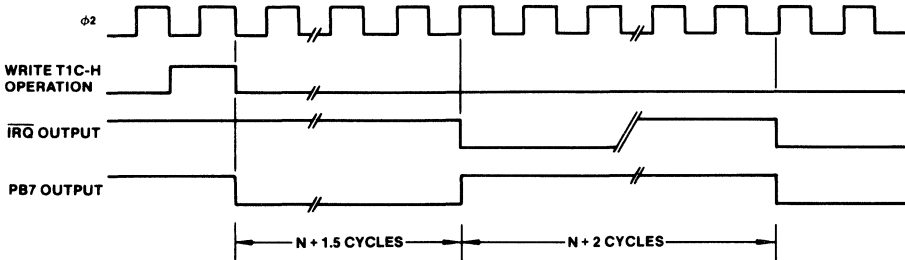 ϕ2
WRITE T1C-H
OPERATION
IRQ OUTPUT
PB7 OUTPUT
N + 1.5 CYCLES
N + 2 CYCLES